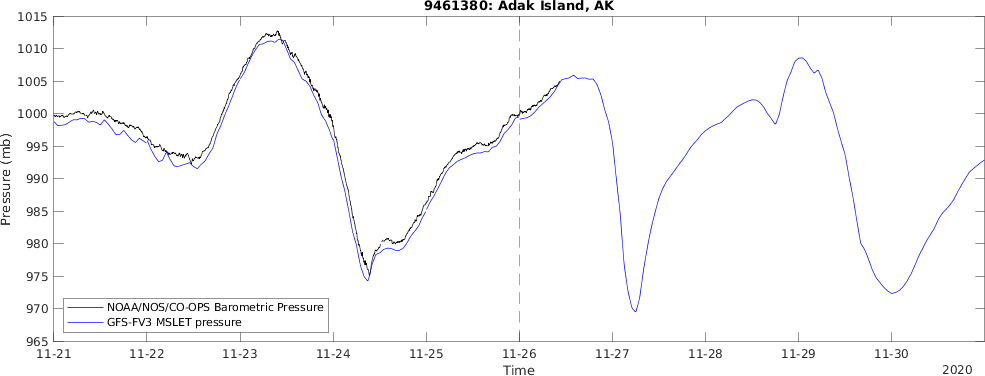 9461380: Adak Island, AK
1015
1010
1005
1000
995
990
985
980
975
970
965
Pressure (mb)
NOAA/NOS/CO-OPS Barometric Pressure
GFS-FV3 MSLET pressure
11-21 11-22 11-23 11-24 11-25 11-26 11-27 11-28 11-29 11-30
Time
2020